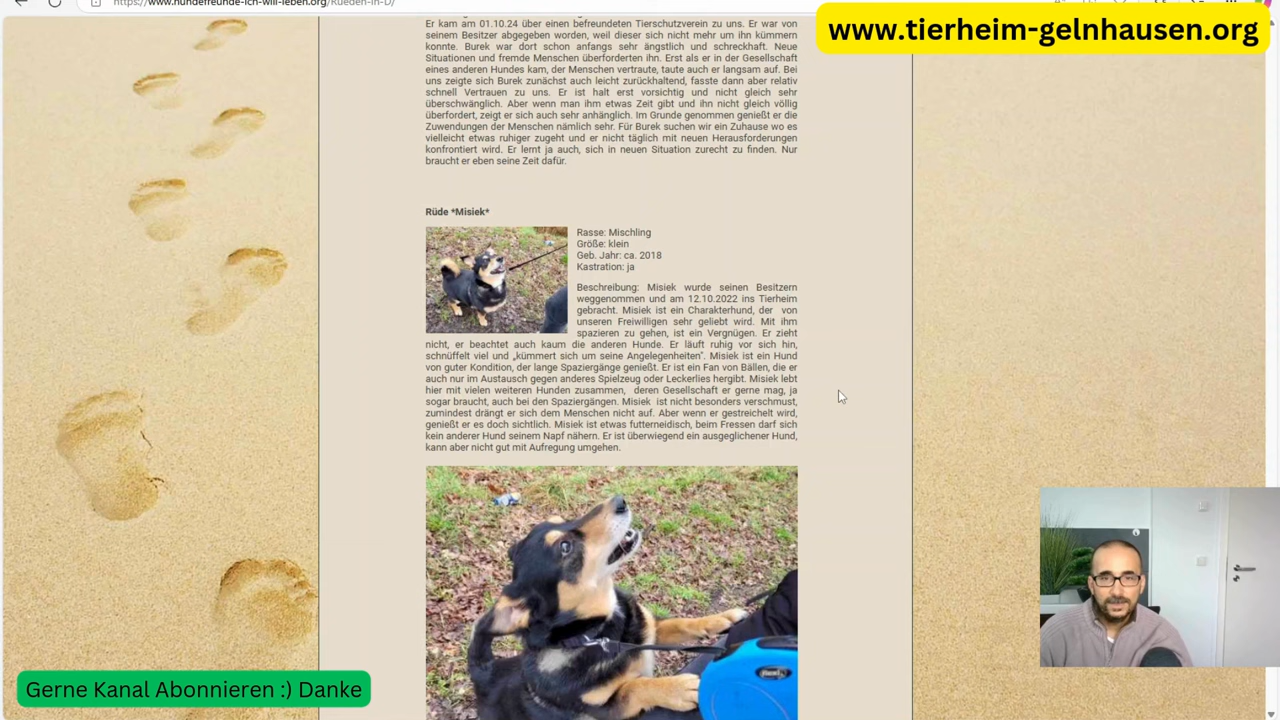 https://www.hundefreunde-ich-will-leben.org/Rueden-in-D/
www.tierheim-gelnhausen.org
Er kam am 01.10.24 über einen befreundeten Tierschutzverein zu uns. Er war von
seinem Besitzer abgegeben worden, weil dieser sich nicht mehr um ihn kümmern
konnte. Burek war dort schon anfangs sehr ängstlich und schreckhaft. Neue
Situationen und fremde Menschen überforderten ihn. Erst als er in der Gesellschaft
eines anderen Hundes kam, der Menschen vertraute, taute auch er langsam auf. Bei
uns zeigte sich Burek zunächst auch leicht zurückhaltend, fasste dann aber relativ
schnell Vertrauen zu uns. Er ist halt erst vorsichtig und nicht gleich sehr
überschwänglich. Aber wenn man ihm etwas Zeit gibt und ihn nicht gleich völlig
überfordert, zeigt er sich auch sehr anhänglich. Im Grunde genommen genießt er die
Zuwendungen der Menschen nämlich sehr. Für Burek suchen wir ein Zuhause wo es
vielleicht etwas ruhiger zugeht und er nicht täglich mit neuen Herausforderungen
konfrontiert wird. Er lernt ja auch, sich in neuen Situation zurecht zu finden. Nur
braucht er eben seine Zeit dafür.
Rüde *Misiek*
Rasse: Mischling
Größe: klein
Geb. Jahr: ca. 2018
Kastration: ja
Beschreibung: Misiek wurde seinen Besitzern
weggenommen und am 12.10.2022 ins Tierheim
gebracht. Misiek ist ein Charakterhund, der von
unseren Freiwilligen sehr geliebt wird. Mit ihm
spazieren zu gehen, ist ein Vergnügen. Er zieht
nicht, er beachtet auch kaum die anderen Hunde. Er läuft ruhig vor sich hin,
schnüffelt viel und „kümmert sich um seine Angelegenheiten". Misiek ist ein Hund
von guter Kondition, der lange Spaziergänge genießt. Er ist ein Fan von Bällen, die er
auch nur im Austausch gegen anderes Spielzeug oder Leckerlies hergibt. Misiek lebt
hier mit vielen weiteren Hunden zusammen, deren Gesellschaft er gerne mag, ja
sogar braucht, auch bei den Spaziergängen. Misiek ist nicht besonders verschmust,
zumindest drängt er sich dem Menschen nicht auf. Aber wenn er gestreichelt wird,
genießt er es doch sichtlich. Misiek ist etwas futterneidisch, beim Fressen darf sich
kein anderer Hund seinem Napf nähern. Er ist überwiegend ein ausgeglichener Hund,
kann aber nicht gut mit Aufregung umgehen.
Gerne Kanal Abonnieren :) Danke